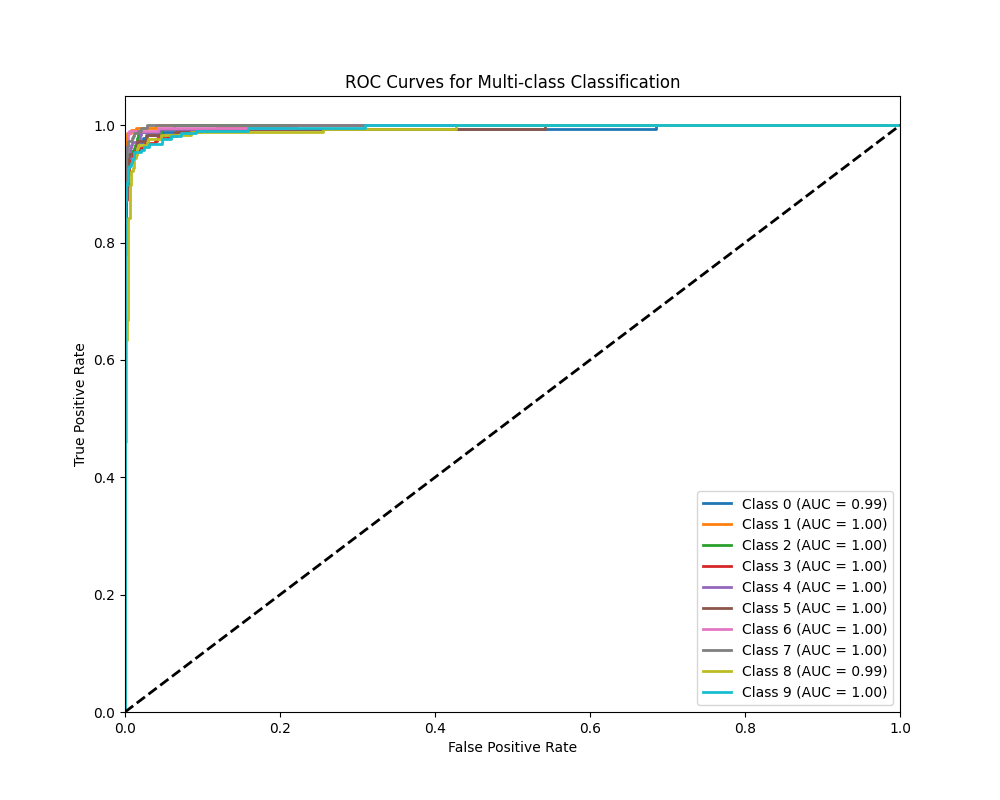 ROC Curves for Multi-class Classification
1.0
0.8
0.6
0.4
0.2
0.0
True Positive Rate
0.0 0.2 0.4 0.6 0.8 1.0
False Positive Rate
Class 0 (AUC = 0.99)
Class 1 (AUC = 1.00)
Class 2 (AUC = 1.00)
Class 3 (AUC = 1.00)
Class 4 (AUC = 1.00)
Class 5 (AUC = 1.00)
Class 6 (AUC = 1.00)
Class 7 (AUC = 1.00)
Class 8 (AUC = 0.99)
Class 9 (AUC = 1.00)